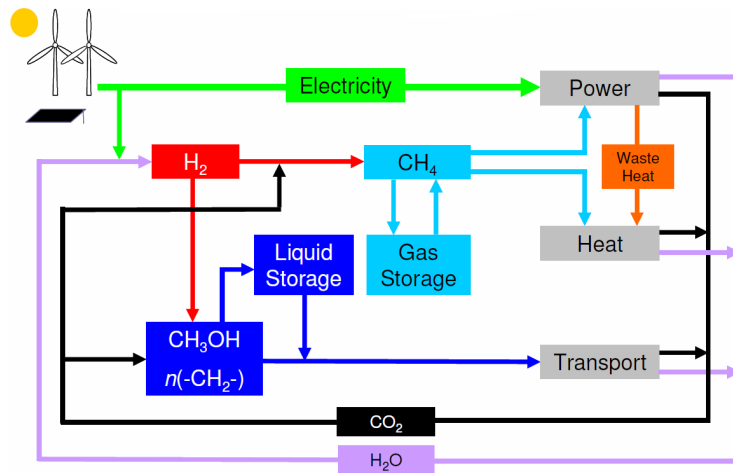 Electricity
Power
H₂
CH₄
Waste
Heat
Liquid
Storage
Gas
Storage
Heat
CH₃OH
n(-CH₂-)
Transport
CO₂
H₂O